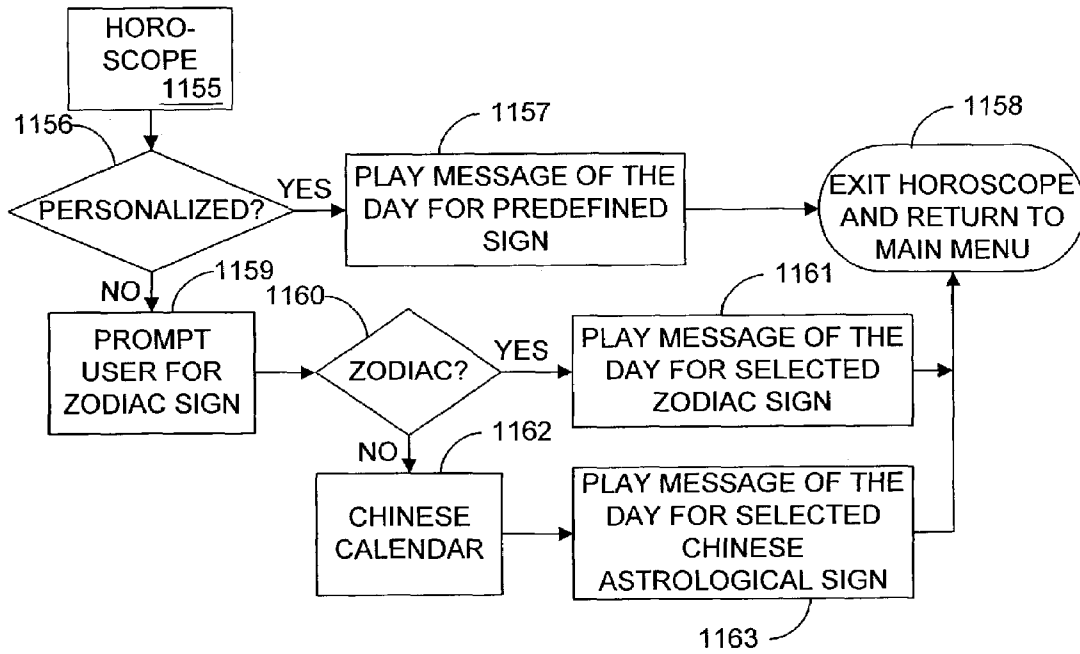 HORO-
SCOPE
1155
1156
PERSONALIZED?
YES
1157
PLAY MESSAGE OF THE
DAY FOR PREDEFINED
SIGN
1158
EXIT HOROSCOPE
AND RETURN TO
MAIN MENU
NO
1159
PROMPT
USER FOR
ZODIAC SIGN
1160
ZODIAC?
YES
1161
PLAY MESSAGE OF THE
DAY FOR SELECTED
ZODIAC SIGN
NO
1162
CHINESE
CALENDAR
PLAY MESSAGE OF THE
DAY FOR SELECTED
CHINESE
ASTROLOGICAL SIGN
1163